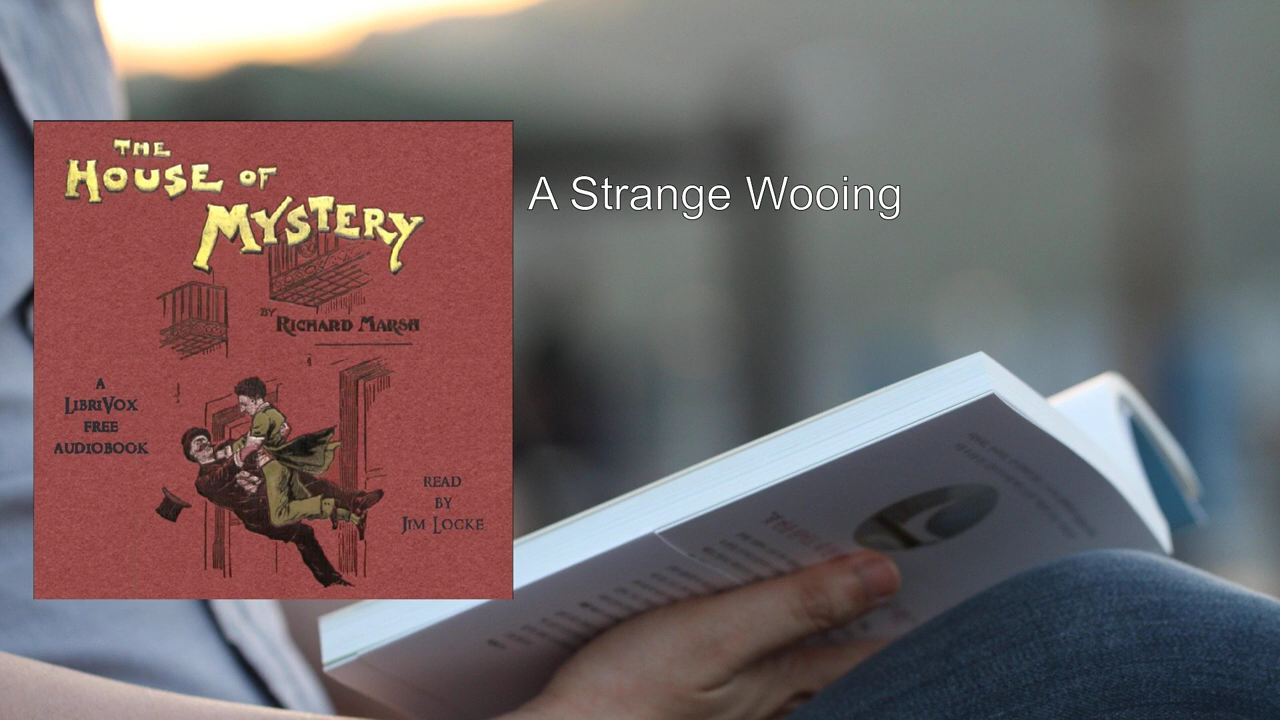 THE
HOUSE OF
MYSTERY
BY RICHARD MARSH
A
LIBRIVOX
FREE
AUDIOBOOK
READ
BY
JIM LOCKE
A Strange Wooing